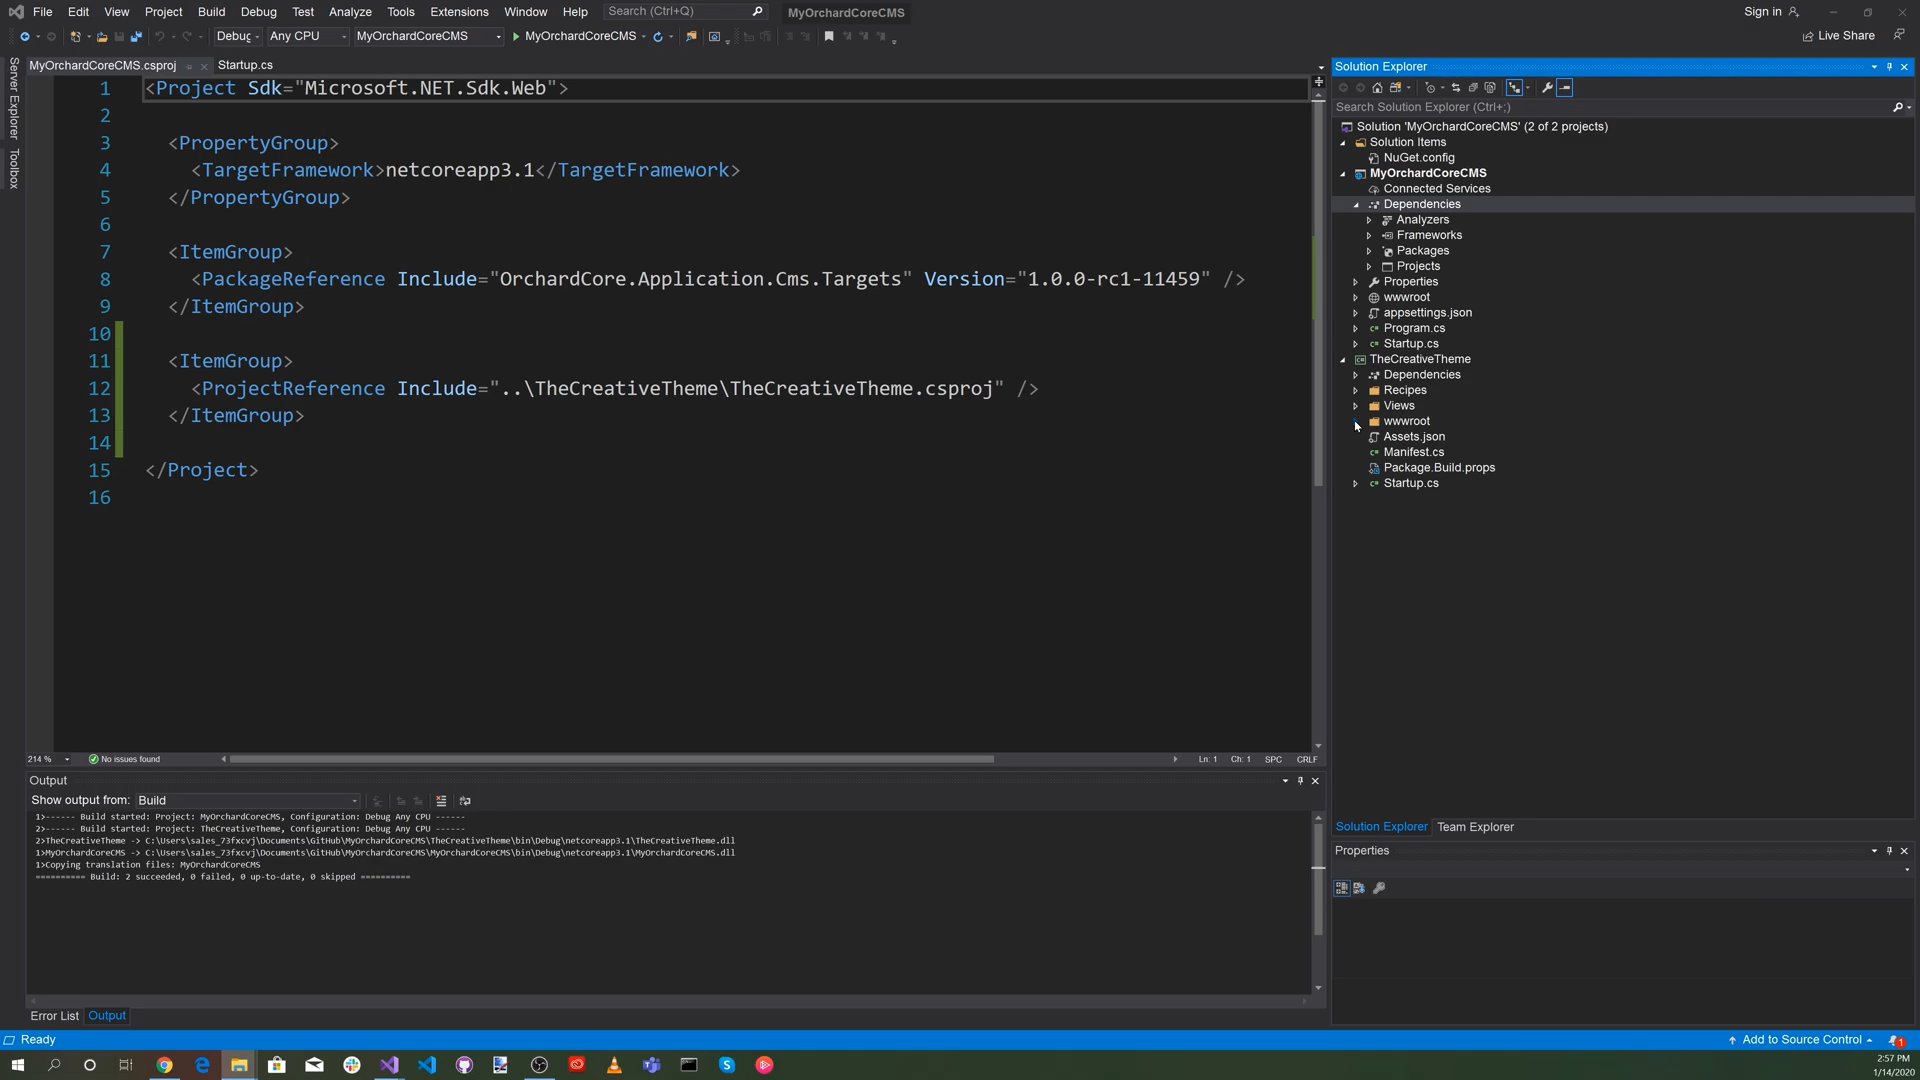 File Edit View Project Build Debug Test Analyze Tools Extensions Window Help Search (Ctrl+Q) MyOrchardCoreCMS Sign in
Debug Any CPU MyOrchardCoreCMS MyOrchardCoreCMS Live Share
MyOrchardCoreCMS.csproj Startup.cs
Server Explorer
Toolbox
1 <Project Sdk="Microsoft.NET.Sdk.Web">
2
3 <PropertyGroup>
4 <TargetFramework>netcoreapp3.1</TargetFramework>
5 </PropertyGroup>
6
7 <ItemGroup>
8 <PackageReference Include="OrchardCore.Application.Cms.Targets" Version="1.0.0-rc1-11459" />
9 </ItemGroup>
10
11 <ItemGroup>
12 <ProjectReference Include="..\TheCreativeTheme\TheCreativeTheme.csproj" />
13 </ItemGroup>
14
15 </Project>
16
214 % No issues found Ln: 1 Ch: 1 SPC CRLF
Output
Show output from: Build
1>------ Build started: Project: MyOrchardCoreCMS, Configuration: Debug Any CPU ------
2>------ Build started: Project: TheCreativeTheme, Configuration: Debug Any CPU ------
2>TheCreativeTheme -> C:\Users\sales_73fxcvj\Documents\GitHub\MyOrchardCoreCMS\TheCreativeTheme\bin\Debug\netcoreapp3.1\TheCreativeTheme.dll
1>MyOrchardCoreCMS -> C:\Users\sales_73fxcvj\Documents\GitHub\MyOrchardCoreCMS\MyOrchardCoreCMS\bin\Debug\netcoreapp3.1\MyOrchardCoreCMS.dll
1>Copying translation files: MyOrchardCoreCMS
========== Build: 2 succeeded, 0 failed, 0 up-to-date, 0 skipped ==========
Error List Output
Solution Explorer
Search Solution Explorer (Ctrl+;)
Solution 'MyOrchardCoreCMS' (2 of 2 projects)
Solution Items
NuGet.config
MyOrchardCoreCMS
Connected Services
Dependencies
Analyzers
Frameworks
Packages
Projects
Properties
wwwroot
appsettings.json
Program.cs
Startup.cs
TheCreativeTheme
Dependencies
Recipes
Views
wwwroot
Assets.json
Manifest.cs
Package.Build.props
Startup.cs
Solution Explorer Team Explorer
Properties
Ready Add to Source Control 1
2:57 PM
1/14/2020